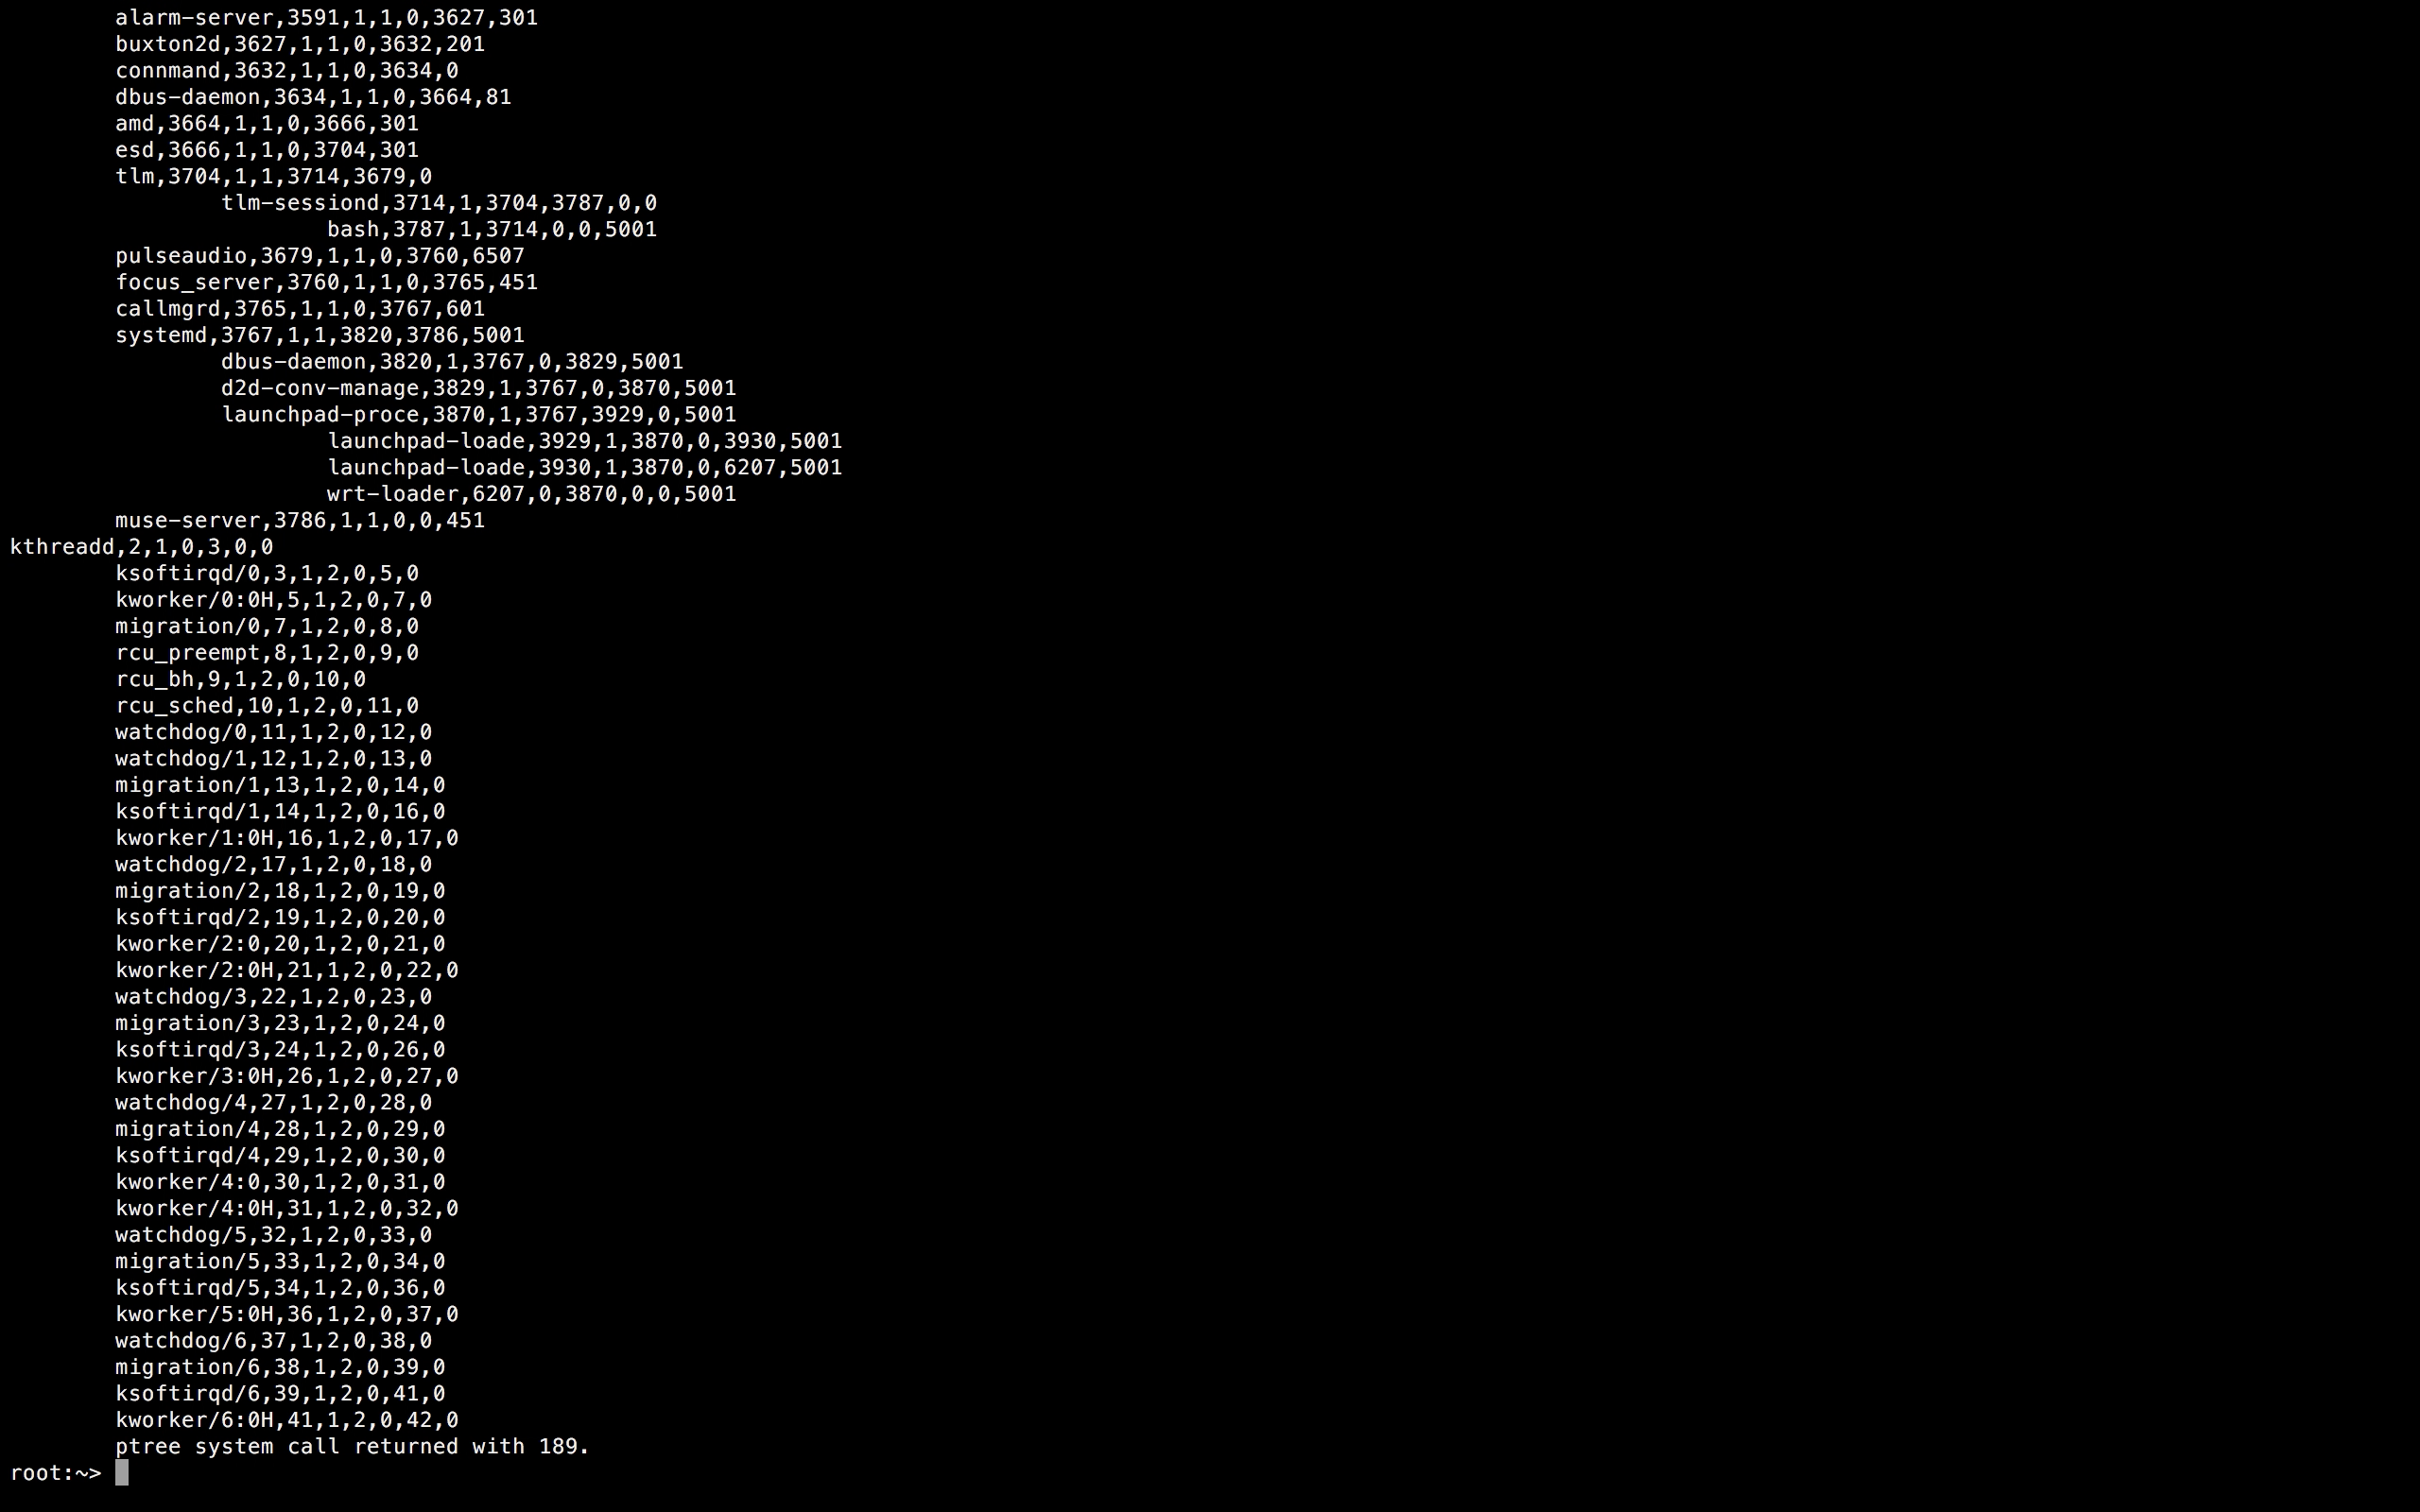 alarm-server,3591,1,1,0,3627,301
buxton2d,3627,1,1,0,3632,201
connmand,3632,1,1,0,3634,0
dbus-daemon,3634,1,1,0,3664,81
amd,3664,1,1,0,3666,301
esd,3666,1,1,0,3704,301
tlm,3704,1,1,3714,3679,0
tlm-sessiond,3714,1,3704,3787,0,0
bash,3787,1,3714,0,0,5001
pulseaudio,3679,1,1,0,3760,6507
focus_server,3760,1,1,0,3765,451
callmgrd,3765,1,1,0,3767,601
systemd,3767,1,1,3820,3786,5001
dbus-daemon,3820,1,3767,0,3829,5001
d2d-conv-manage,3829,1,3767,0,3870,5001
launchpad-proce,3870,1,3767,3929,0,5001
launchpad-loade,3929,1,3870,0,3930,5001
launchpad-loade,3930,1,3870,0,6207,5001
wrt-loader,6207,0,3870,0,0,5001
muse-server,3786,1,1,0,0,451
kthreadd,2,1,0,3,0,0
ksoftirqd/0,3,1,2,0,5,0
kworker/0:0H,5,1,2,0,7,0
migration/0,7,1,2,0,8,0
rcu_preempt,8,1,2,0,9,0
rcu_bh,9,1,2,0,10,0
rcu_sched,10,1,2,0,11,0
watchdog/0,11,1,2,0,12,0
watchdog/1,12,1,2,0,13,0
migration/1,13,1,2,0,14,0
ksoftirqd/1,14,1,2,0,16,0
kworker/1:0H,16,1,2,0,17,0
watchdog/2,17,1,2,0,18,0
migration/2,18,1,2,0,19,0
ksoftirqd/2,19,1,2,0,20,0
kworker/2:0,20,1,2,0,21,0
kworker/2:0H,21,1,2,0,22,0
watchdog/3,22,1,2,0,23,0
migration/3,23,1,2,0,24,0
ksoftirqd/3,24,1,2,0,26,0
kworker/3:0H,26,1,2,0,27,0
watchdog/4,27,1,2,0,28,0
migration/4,28,1,2,0,29,0
ksoftirqd/4,29,1,2,0,30,0
kworker/4:0,30,1,2,0,31,0
kworker/4:0H,31,1,2,0,32,0
watchdog/5,32,1,2,0,33,0
migration/5,33,1,2,0,34,0
ksoftirqd/5,34,1,2,0,36,0
kworker/5:0H,36,1,2,0,37,0
watchdog/6,37,1,2,0,38,0
migration/6,38,1,2,0,39,0
ksoftirqd/6,39,1,2,0,41,0
kworker/6:0H,41,1,2,0,42,0
ptree system call returned with 189.
root:~>